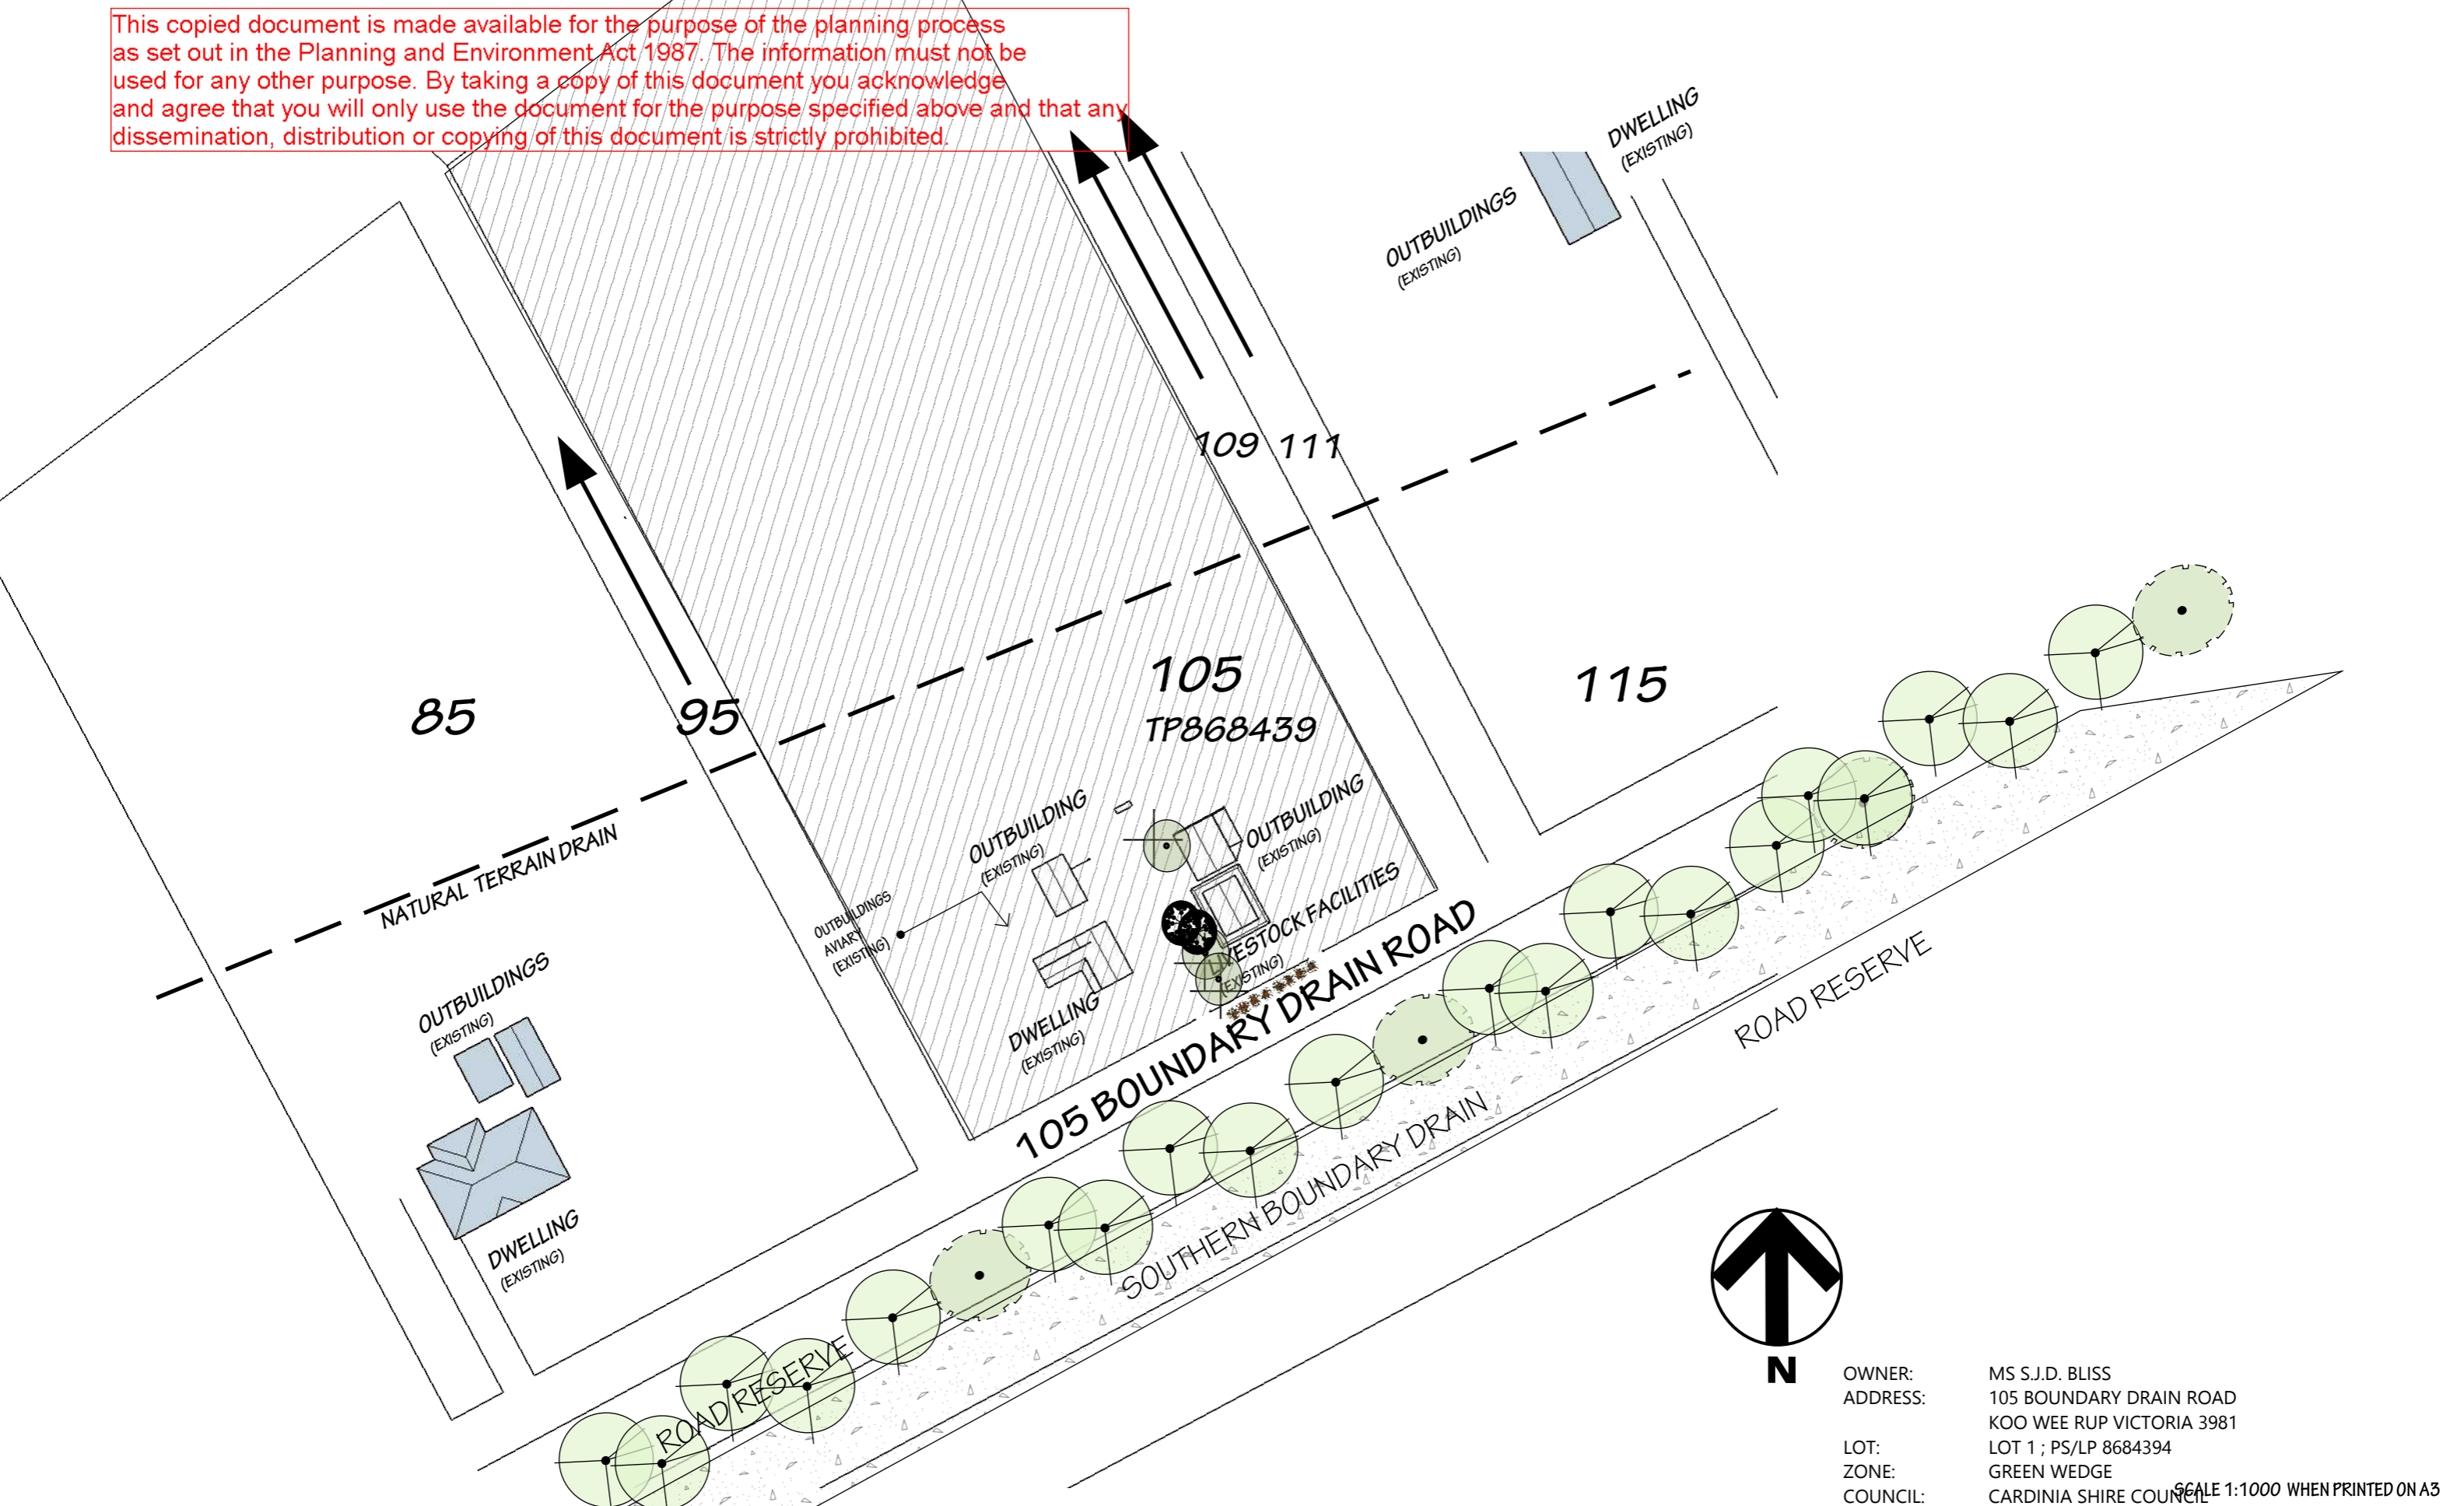 This copied document is made available for the purpose of the planning process
as set out in the Planning and Environment Act 1987. The information must not be
used for any other purpose. By taking a copy of this document you acknowledge
and agree that you will only use the document for the purpose specified above and that any
dissemination, distribution or copying of this document is strictly prohibited.
DWELLING
(EXISTING)
OUTBUILDINGS
(EXISTING)
109
111
105
TP868439
115
85
95
NATURAL TERRAIN DRAIN
OUTBUILDING
(EXISTING)
OUTBUILDING
(EXISTING)
OUTBUILDINGS
AVIARY
(EXISTING)
LIVESTOCK FACILITIES
(EXISTING)
DWELLING
(EXISTING)
105 BOUNDARY DRAIN ROAD
OUTBUILDINGS
(EXISTING)
DWELLING
(EXISTING)
ROAD RESERVE
SOUTHERN BOUNDARY DRAIN
ROAD RESERVE
N
OWNER: MS S.J.D. BLISS
ADDRESS: 105 BOUNDARY DRAIN ROAD
KOO WEE RUP VICTORIA 3981
LOT: LOT 1 ; PS/LP 8684394
ZONE: GREEN WEDGE
COUNCIL: CARDINIA SHIRE COUNCIL
SCALE 1:1000 WHEN PRINTED ON A3